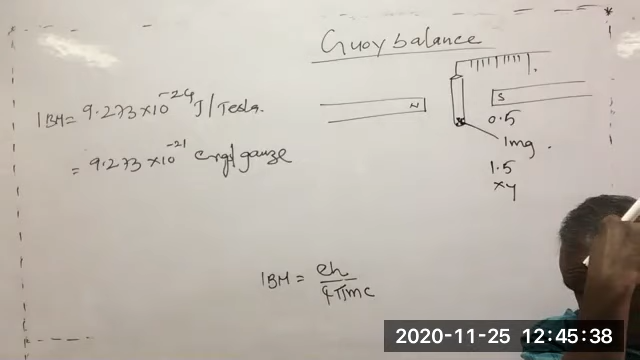 Guoy balance
1BM = 9.273 × 10⁻²⁴ J/Tesla.
= 9.273 × 10⁻²¹ erg/gauze
N
S
0.5
1mg.
1.5
xy
1BM = eh/4πmc
2020-11-25 12:45:38